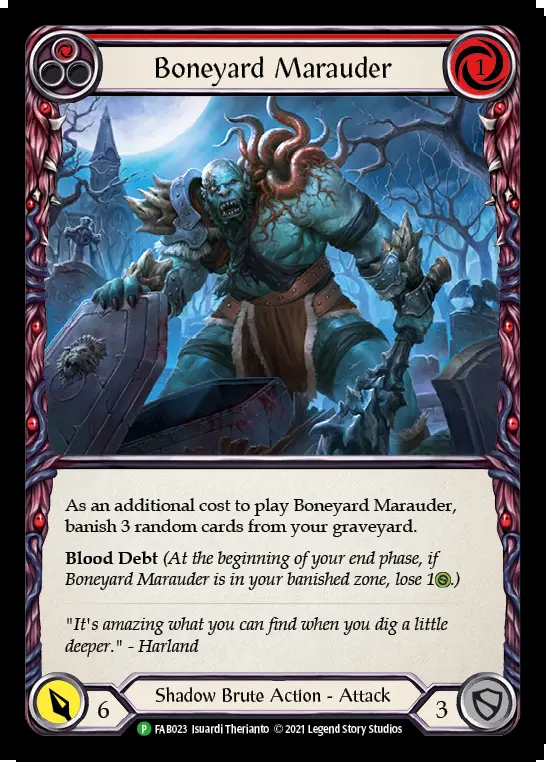 Boneyard Marauder
1
As an additional cost to play Boneyard Marauder,
banish 3 random cards from your graveyard.
Blood Debt (At the beginning of your end phase, if
Boneyard Marauder is in your banished zone, lose 1.)
"It's amazing what you can find when you dig a little
deeper." - Harland
6
Shadow Brute Action - Attack
3
P FAB023 Isuardi Therianto © 2021 Legend Story Studios